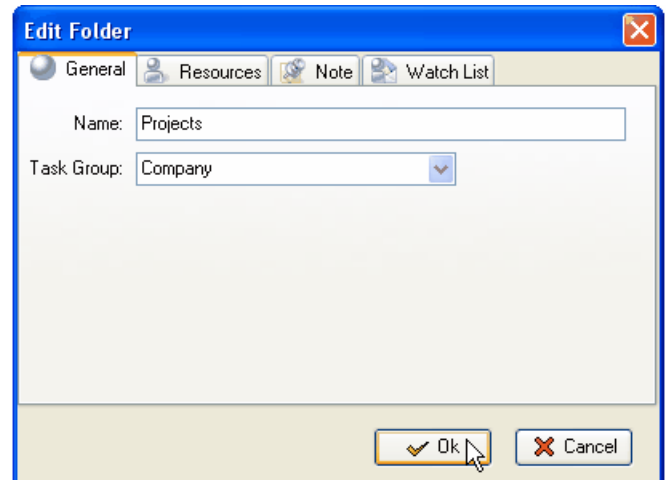 Edit Folder
General Resources Note Watch List
Name: Projects
Task Group: Company
Ok Cancel